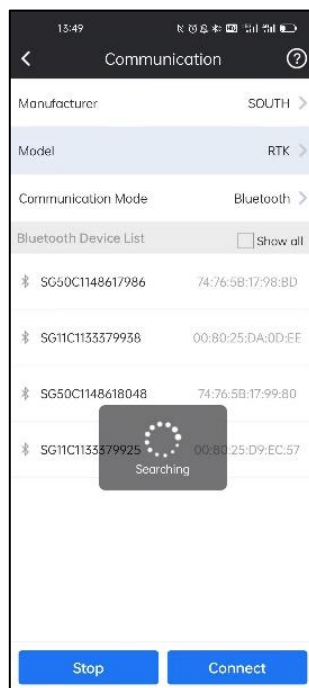 13:49
Communication
Manufacturer SOUTH
Model RTK
Communication Mode Bluetooth
Bluetooth Device List Show all
SG50C1148617986 74:76:5B:17:98:BD
SG11C1133379938 00:80:25:DA:0D:EE
SG50C1148618048 74:76:5B:17:99:80
SG11C1133379925 00:80:25:D9:EC:57
Searching
Stop Connect